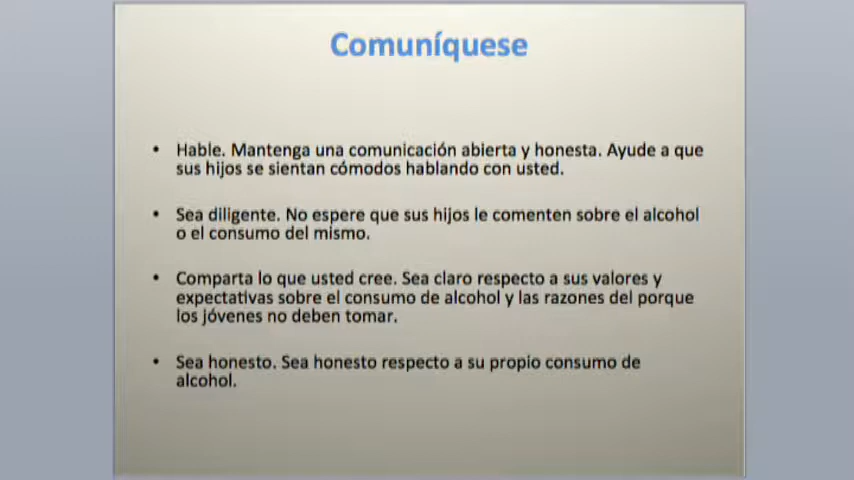 Comuníquese
• Hable. Mantenga una comunicación abierta y honesta. Ayude a que
sus hijos se sientan cómodos hablando con usted.
• Sea diligente. No espere que sus hijos le comenten sobre el alcohol
o el consumo del mismo.
• Comparta lo que usted cree. Sea claro respecto a sus valores y
expectativas sobre el consumo de alcohol y las razones del porque
los jóvenes no deben tomar.
• Sea honesto. Sea honesto respecto a su propio consumo de
alcohol.